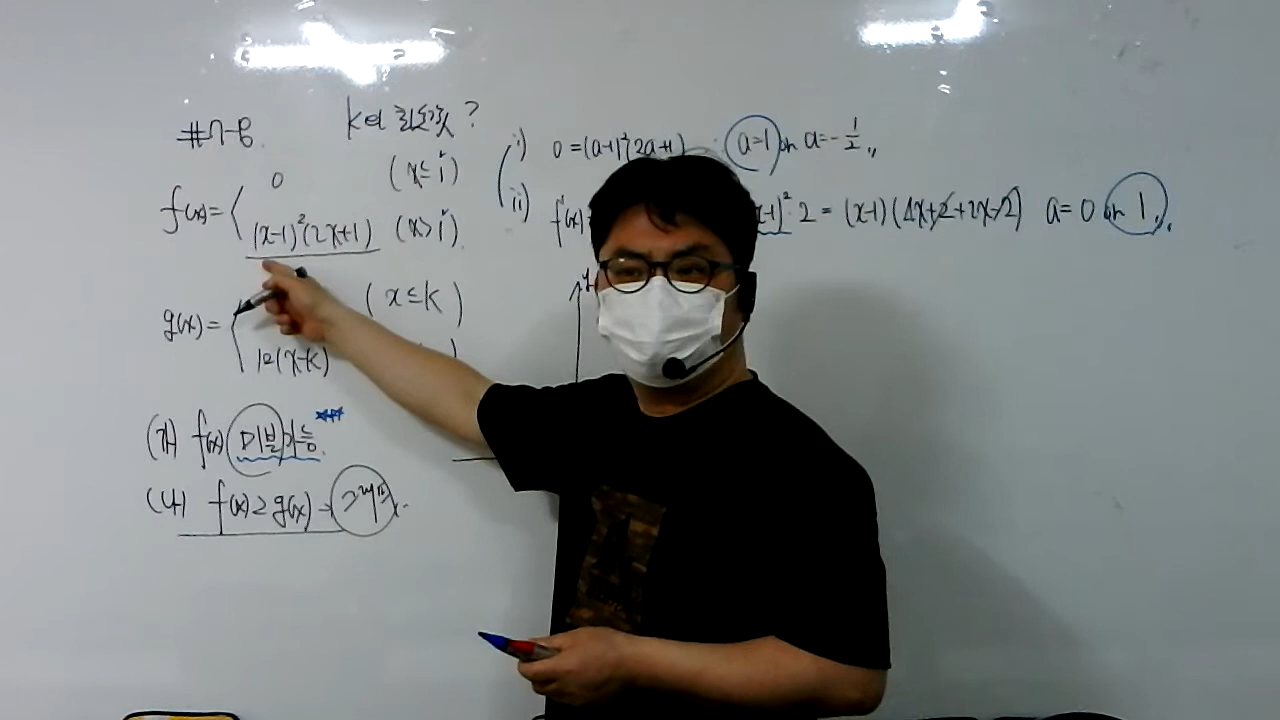 #7-8. k의 최솟값?
f(x)= { 0 (x≤1)
(x-1)²(2x+1) (x>1)
g(x)= { (x≤k)
12(x-k)
(가) f(x) 미분가능.
(나) f(x)≥g(x)
i) 0=(a-1)²(2a+1) a=1 or a=-1/2
ii) f'(x) x-1)²·2 = (x-1)(4x+2+2x-2) a=0 or 1.
y